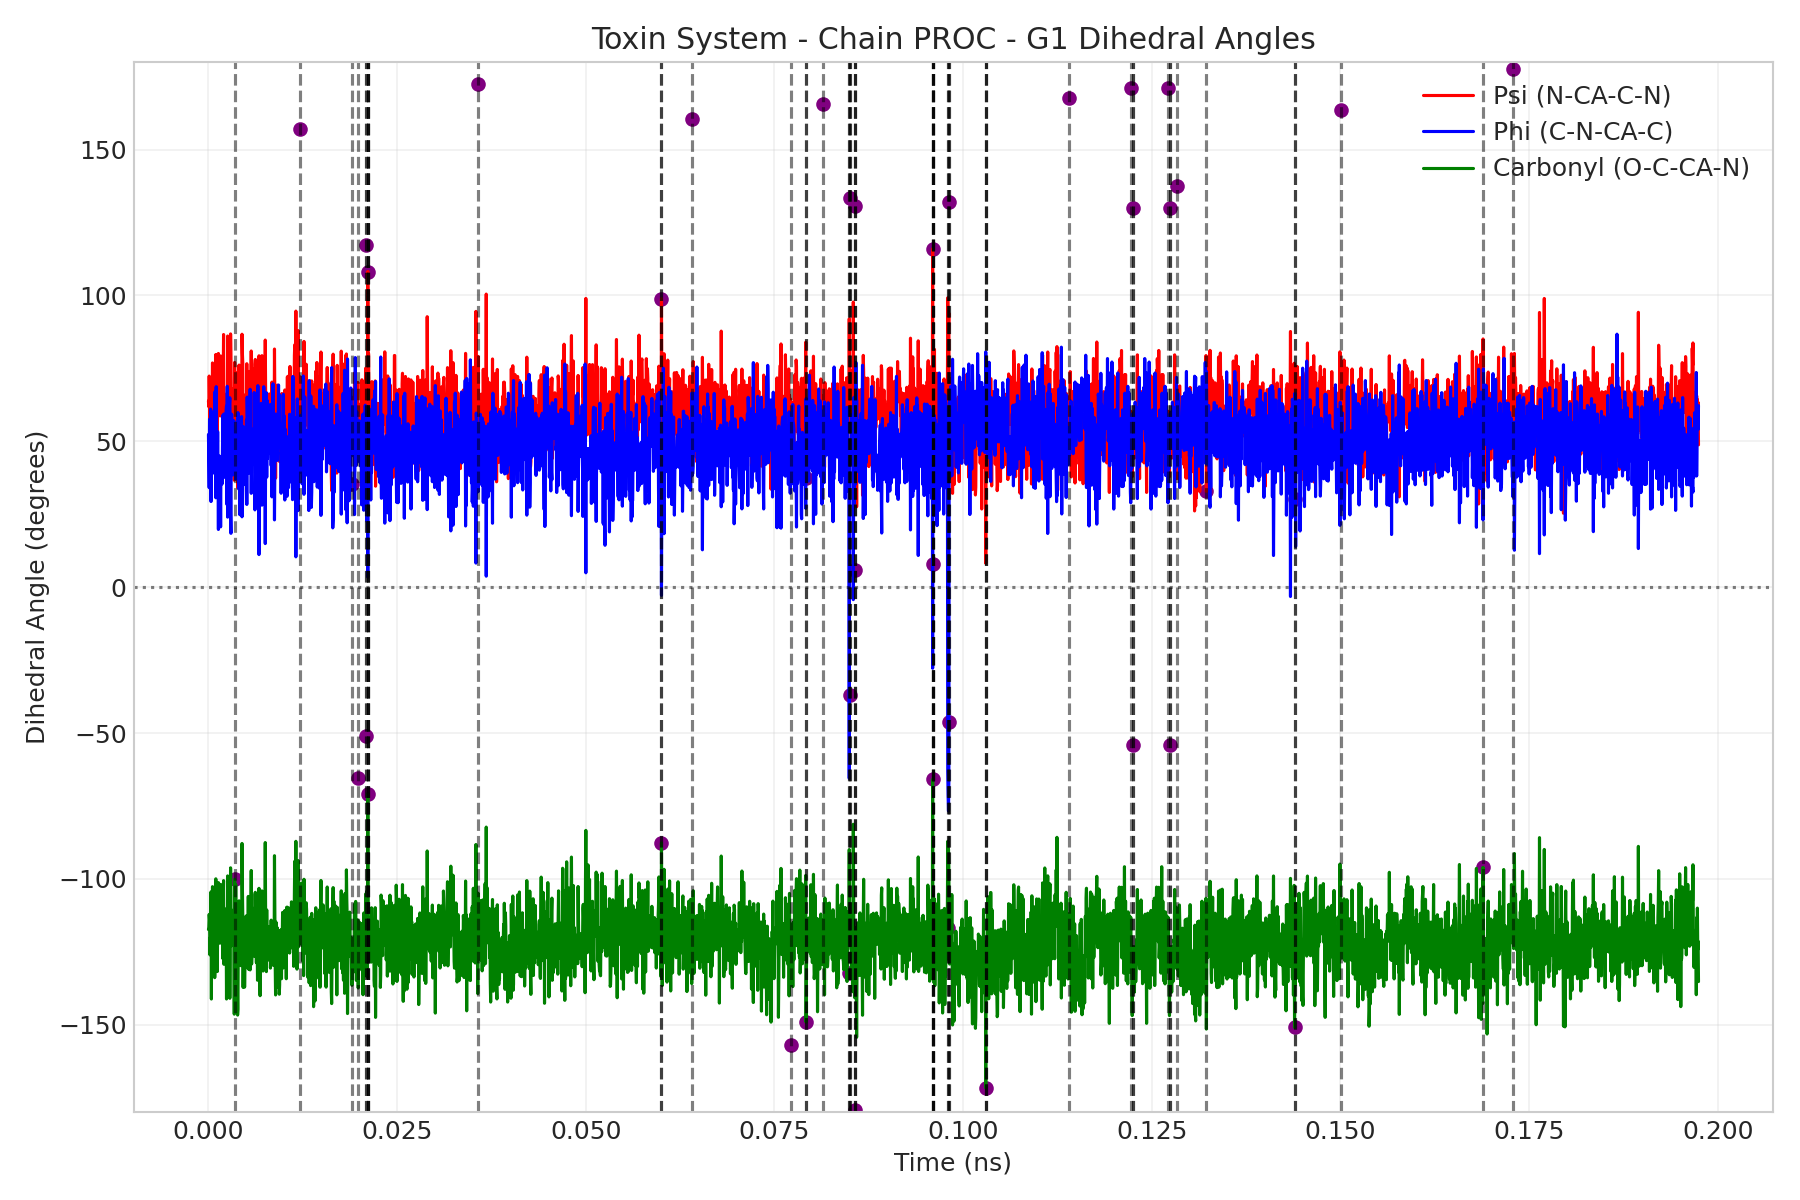 Toxin System - Chain PROC - G1 Dihedral Angles
Psi (N-CA-C-N)
Phi (C-N-CA-C)
Carbonyl (O-C-CA-N)
Dihedral Angle (degrees)
150
100
50
0
−50
−100
−150
0.000
0.025
0.050
0.075
0.100
0.125
0.150
0.175
0.200
Time (ns)